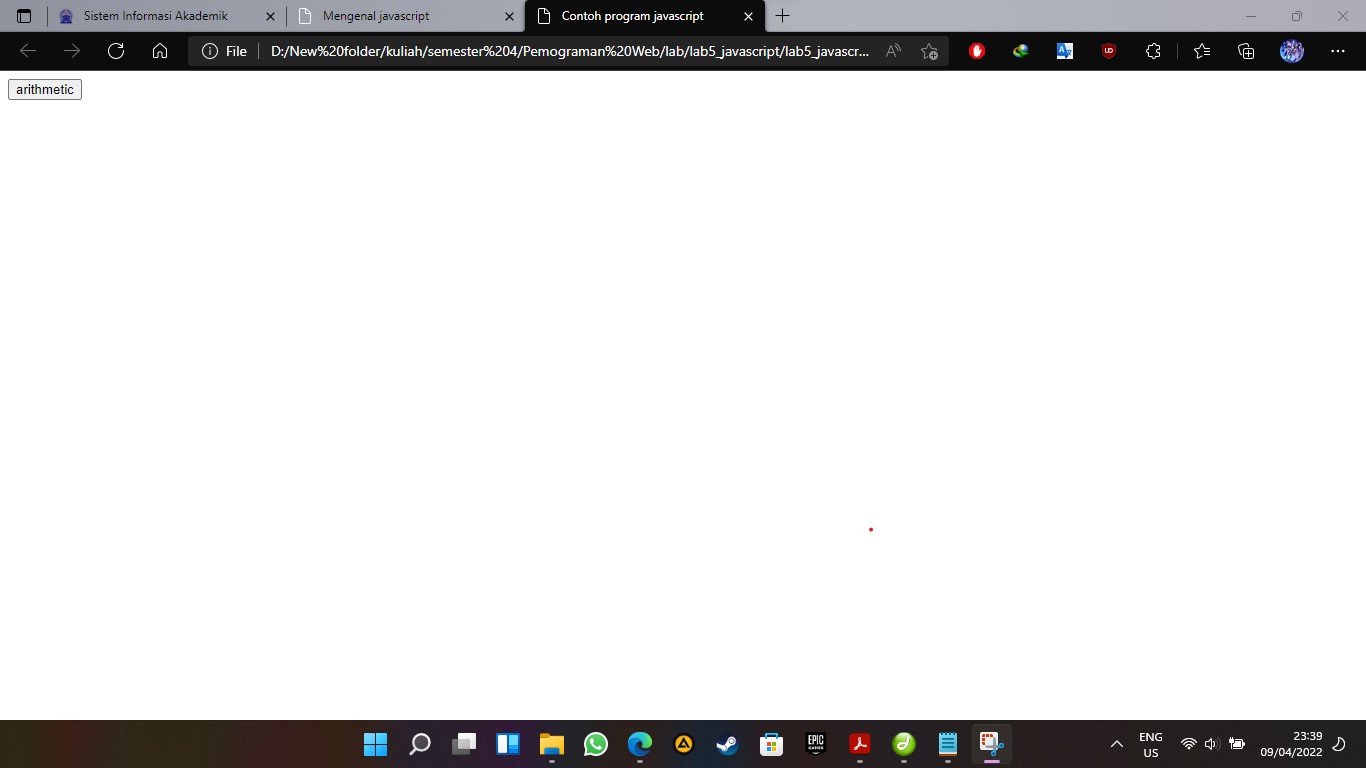 Sistem Informasi Akademik
Mengenal javascript
Contoh program javascript
File
D:/New%20folder/kuliah/semester%204/Pemograman%20Web/lab/lab5_javascript/lab5_javascr...
arithmetic
EPIC
GAMES
ENG
US
23:39
09/04/2022